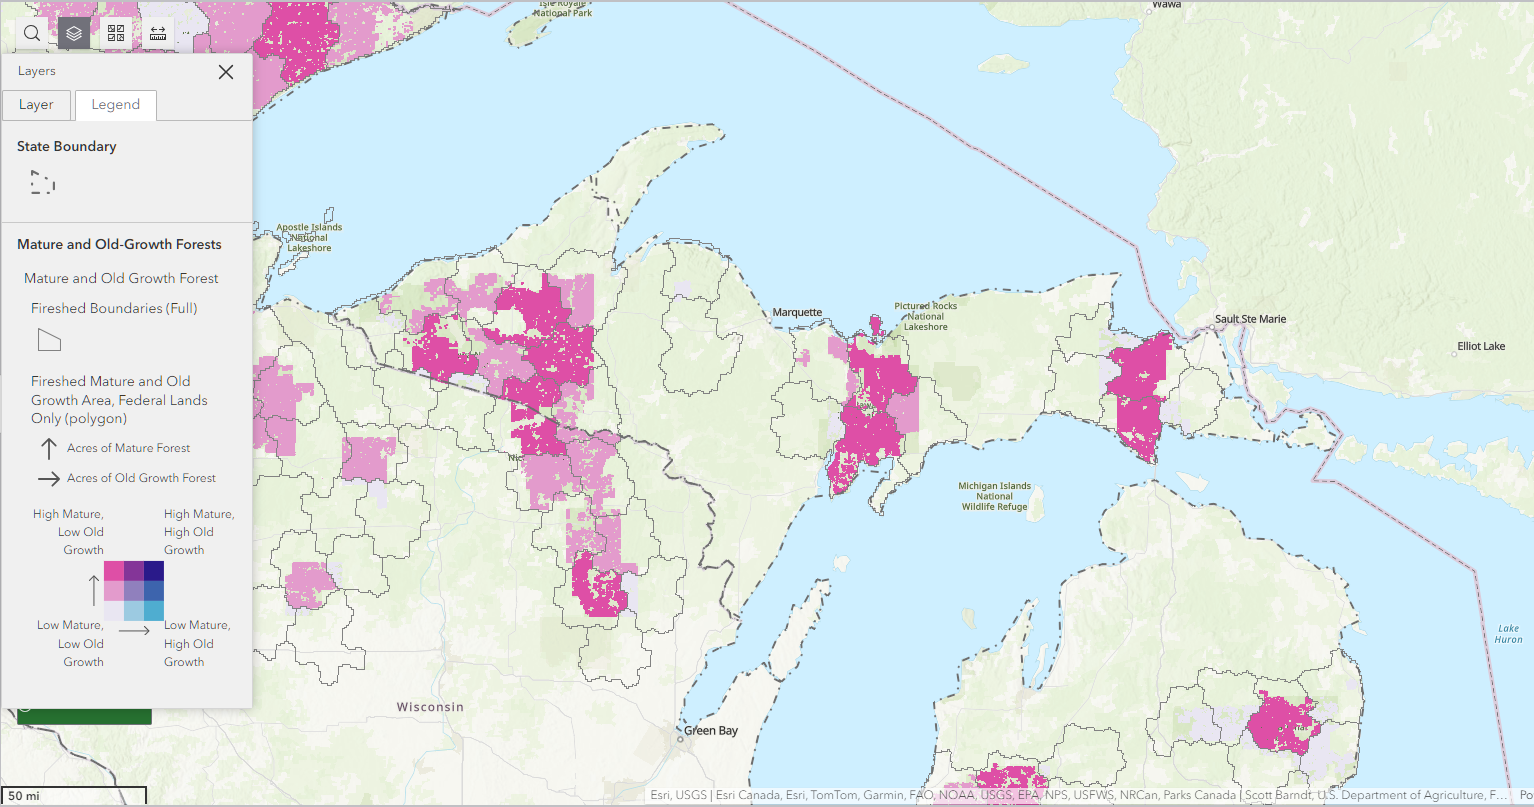 Layers
Layer
Legend
State Boundary
Mature and Old-Growth Forests
Mature and Old Growth Forest
Fireshed Boundaries (Full)
Fireshed Mature and Old
Growth Area, Federal Lands
Only (polygon)
Acres of Mature Forest
Acres of Old Growth Forest
High Mature,
Low Old
Growth
High Mature,
High Old
Growth
Low Mature,
Low Old
Growth
Low Mature,
High Old
Growth
Isle Royale
National Park
Wawa
Apostle Islands
National
Lakeshore
Marquette
Pictured Rocks
National
Lakeshore
Sault Ste Marie
Elliot Lake
Michigan Islands
National
Wildlife Refuge
Lake
Huron
Wisconsin
Green Bay
50 mi
Esri, USGS | Esri Canada, Esri, TomTom, Garmin, FAO, NOAA, USGS, EPA, NPS, USFWS, NRCan, Parks Canada | Scott Barndt, U.S. Department of Agriculture, F...
Po